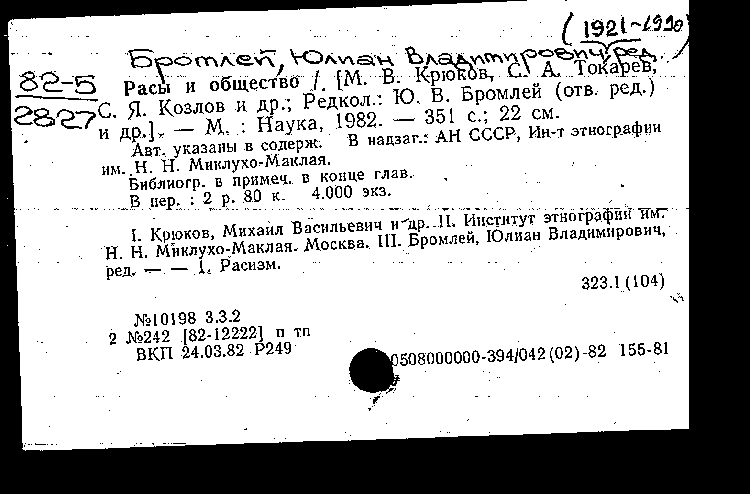 (1921-1990)
Бромлей, Юлиан Владимирович, ред.
82-5
2827
Расы и общество / [М. В. Крюков, С. А. Токарев,
С. Я. Козлов и др.; Редкол.: Ю. В. Бромлей (отв. ред.)
и др.]. — М. : Наука, 1982. — 351 с.; 22 см.
Авт. указаны в содерж. В надзаг.: АН СССР, Ин-т этнографии
им. Н. Н. Миклухо-Маклая.
Библиогр. в примеч. в конце глав.
В пер. : 2 р. 80 к. 4.000 экз.
I. Крюков, Михаил Васильевич и др. II. Институт этнографии им.
Н. Н. Миклухо-Маклая. Москва. III. Бромлей, Юлиан Владимирович,
ред. — — 1. Расизм.
323.1(104)
№10198 3.3.2
2 №242 [82-12222] п тп
ВКП 24.03.82 Р249
0508000000-394/042(02)-82 155-81